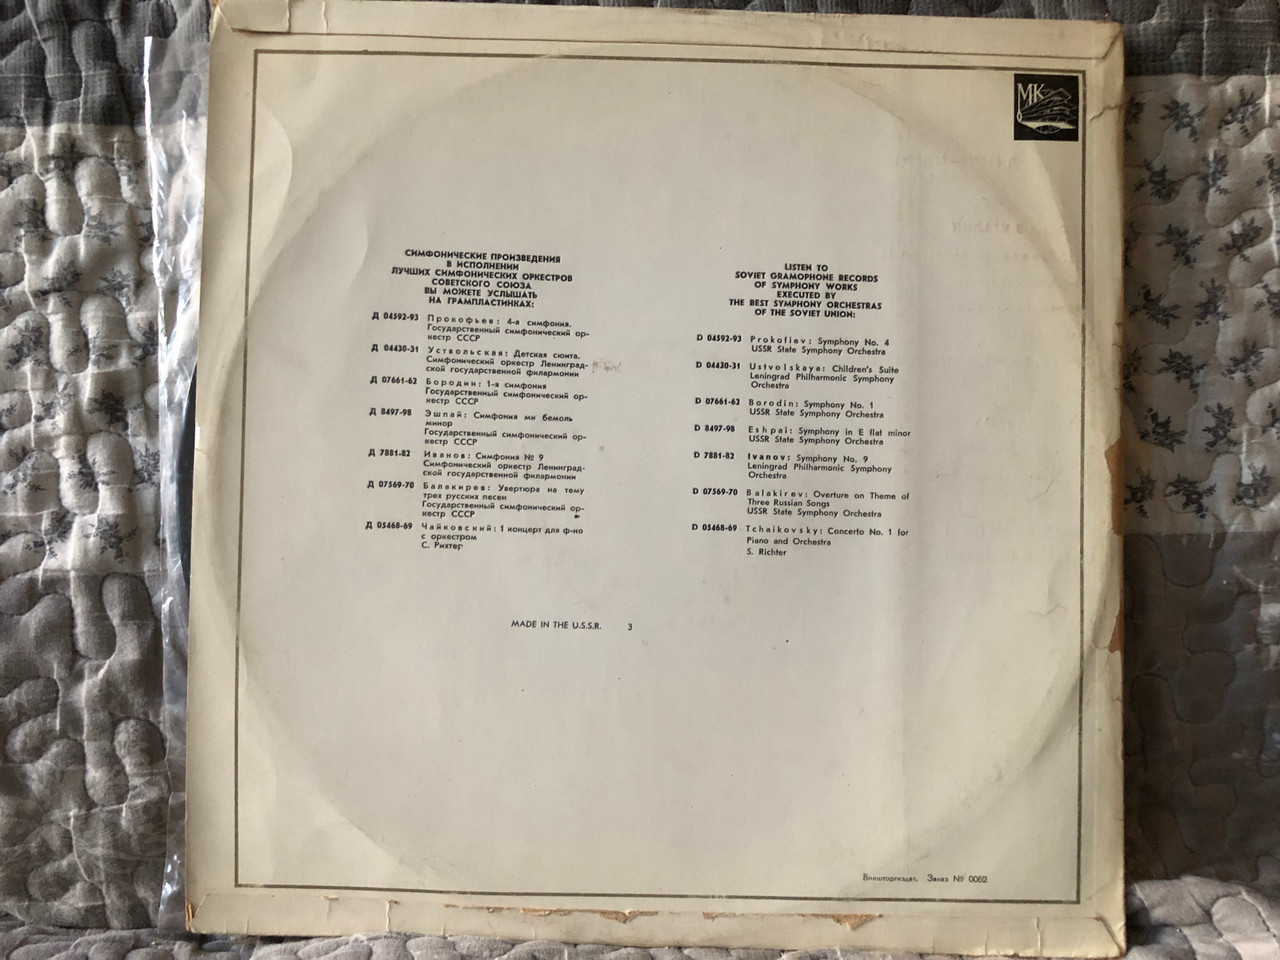 MK
СИМФОНИЧЕСКИЕ ПРОИЗВЕДЕНИЯ
В ИСПОЛНЕНИИ
ЛУЧШИХ СИМФОНИЧЕСКИХ ОРКЕСТРОВ
СОВЕТСКОГО СОЮЗА
ВЫ МОЖЕТЕ УСЛЫШАТЬ
НА ГРАМПЛАСТИНКАХ:
Д 04592-93 Прокофьев: 4-я симфония.
Государственный симфонический ор-
кестр СССР
Д 04430-31 Уствольская: Детская сюита.
Симфонический оркестр Ленинград-
ской государственной филармонии
Д 07661-62 Бородин: 1-я симфония
Государственный симфонический ор-
кестр СССР
Д 8497-98 Эшпай: Симфония ми бемоль
минор
Государственный симфонический ор-
кестр СССР
Д 7881-82 Иванов: Симфония № 9
Симфонический оркестр Ленинград-
ской государственной филармонии
Д 07569-70 Балакирев: Увертюра на тему
трех русских песен
Государственный симфонический ор-
кестр СССР
Д 05468-69 Чайковский: 1 концерт для ф-но
с оркестром
С. Рихтер
LISTEN TO
SOVIET GRAMOPHONE RECORDS
OF SYMPHONY WORKS
EXECUTED BY
THE BEST SYMPHONY ORCHESTRAS
OF THE SOVIET UNION:
D 04592-93 Prokofiev: Symphony No. 4
USSR State Symphony Orchestra
D 04430-31 Ustvolskaya: Children's Suite
Leningrad Philharmonic Symphony
Orchestra
D 07661-62 Borodin: Symphony No. 1
USSR State Symphony Orchestra
D 8497-98 Eshpai: Symphony in E flat minor
USSR State Symphony Orchestra
D 7881-82 Ivanov: Symphony No. 9
Leningrad Philharmonic Symphony
Orchestra
D 07569-70 Balakirev: Overture on Theme of
Three Russian Songs
USSR State Symphony Orchestra
D 05468-69 Tchaikovsky: Concerto No. 1 for
Piano and Orchestra
S. Richter
MADE IN THE U.S.S.R. 3
Внешторгиздат. Заказ № 0062